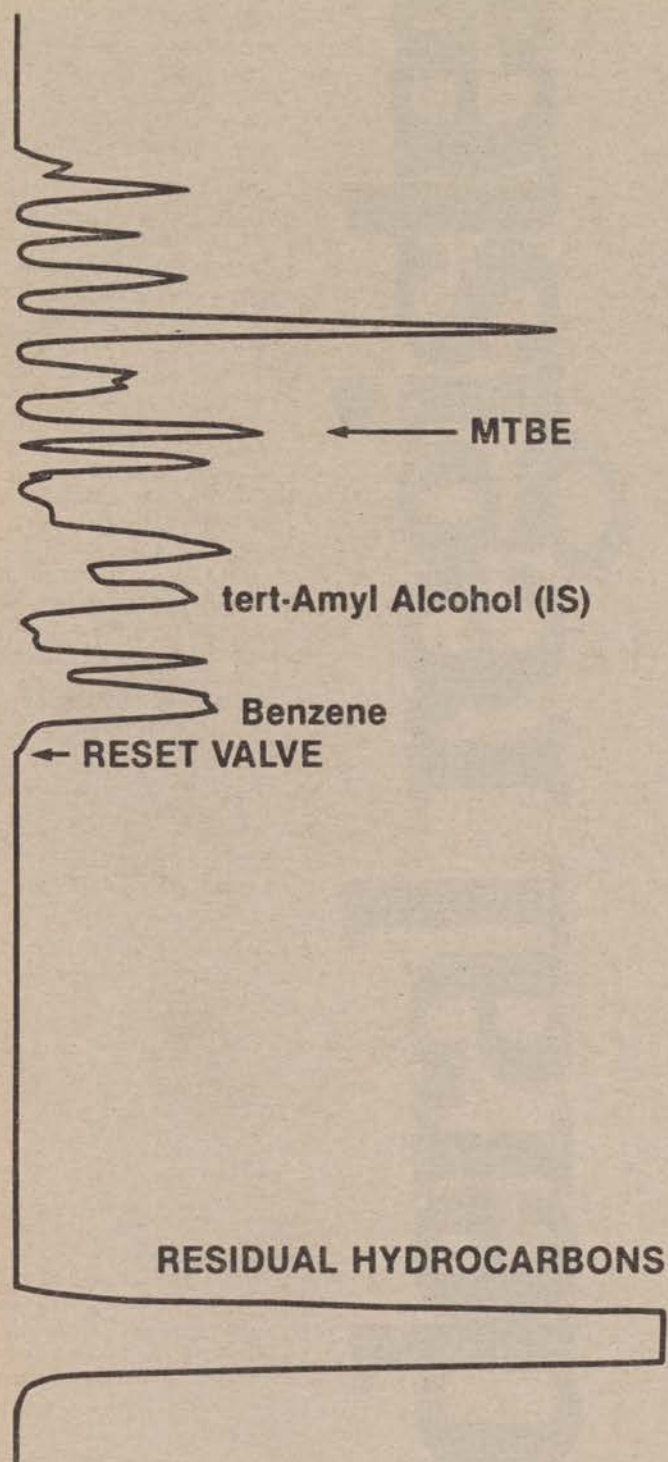 MTBE
tert-Amyl Alcohol (IS)
Benzene
RESET VALVE
RESIDUAL HYDROCARBONS